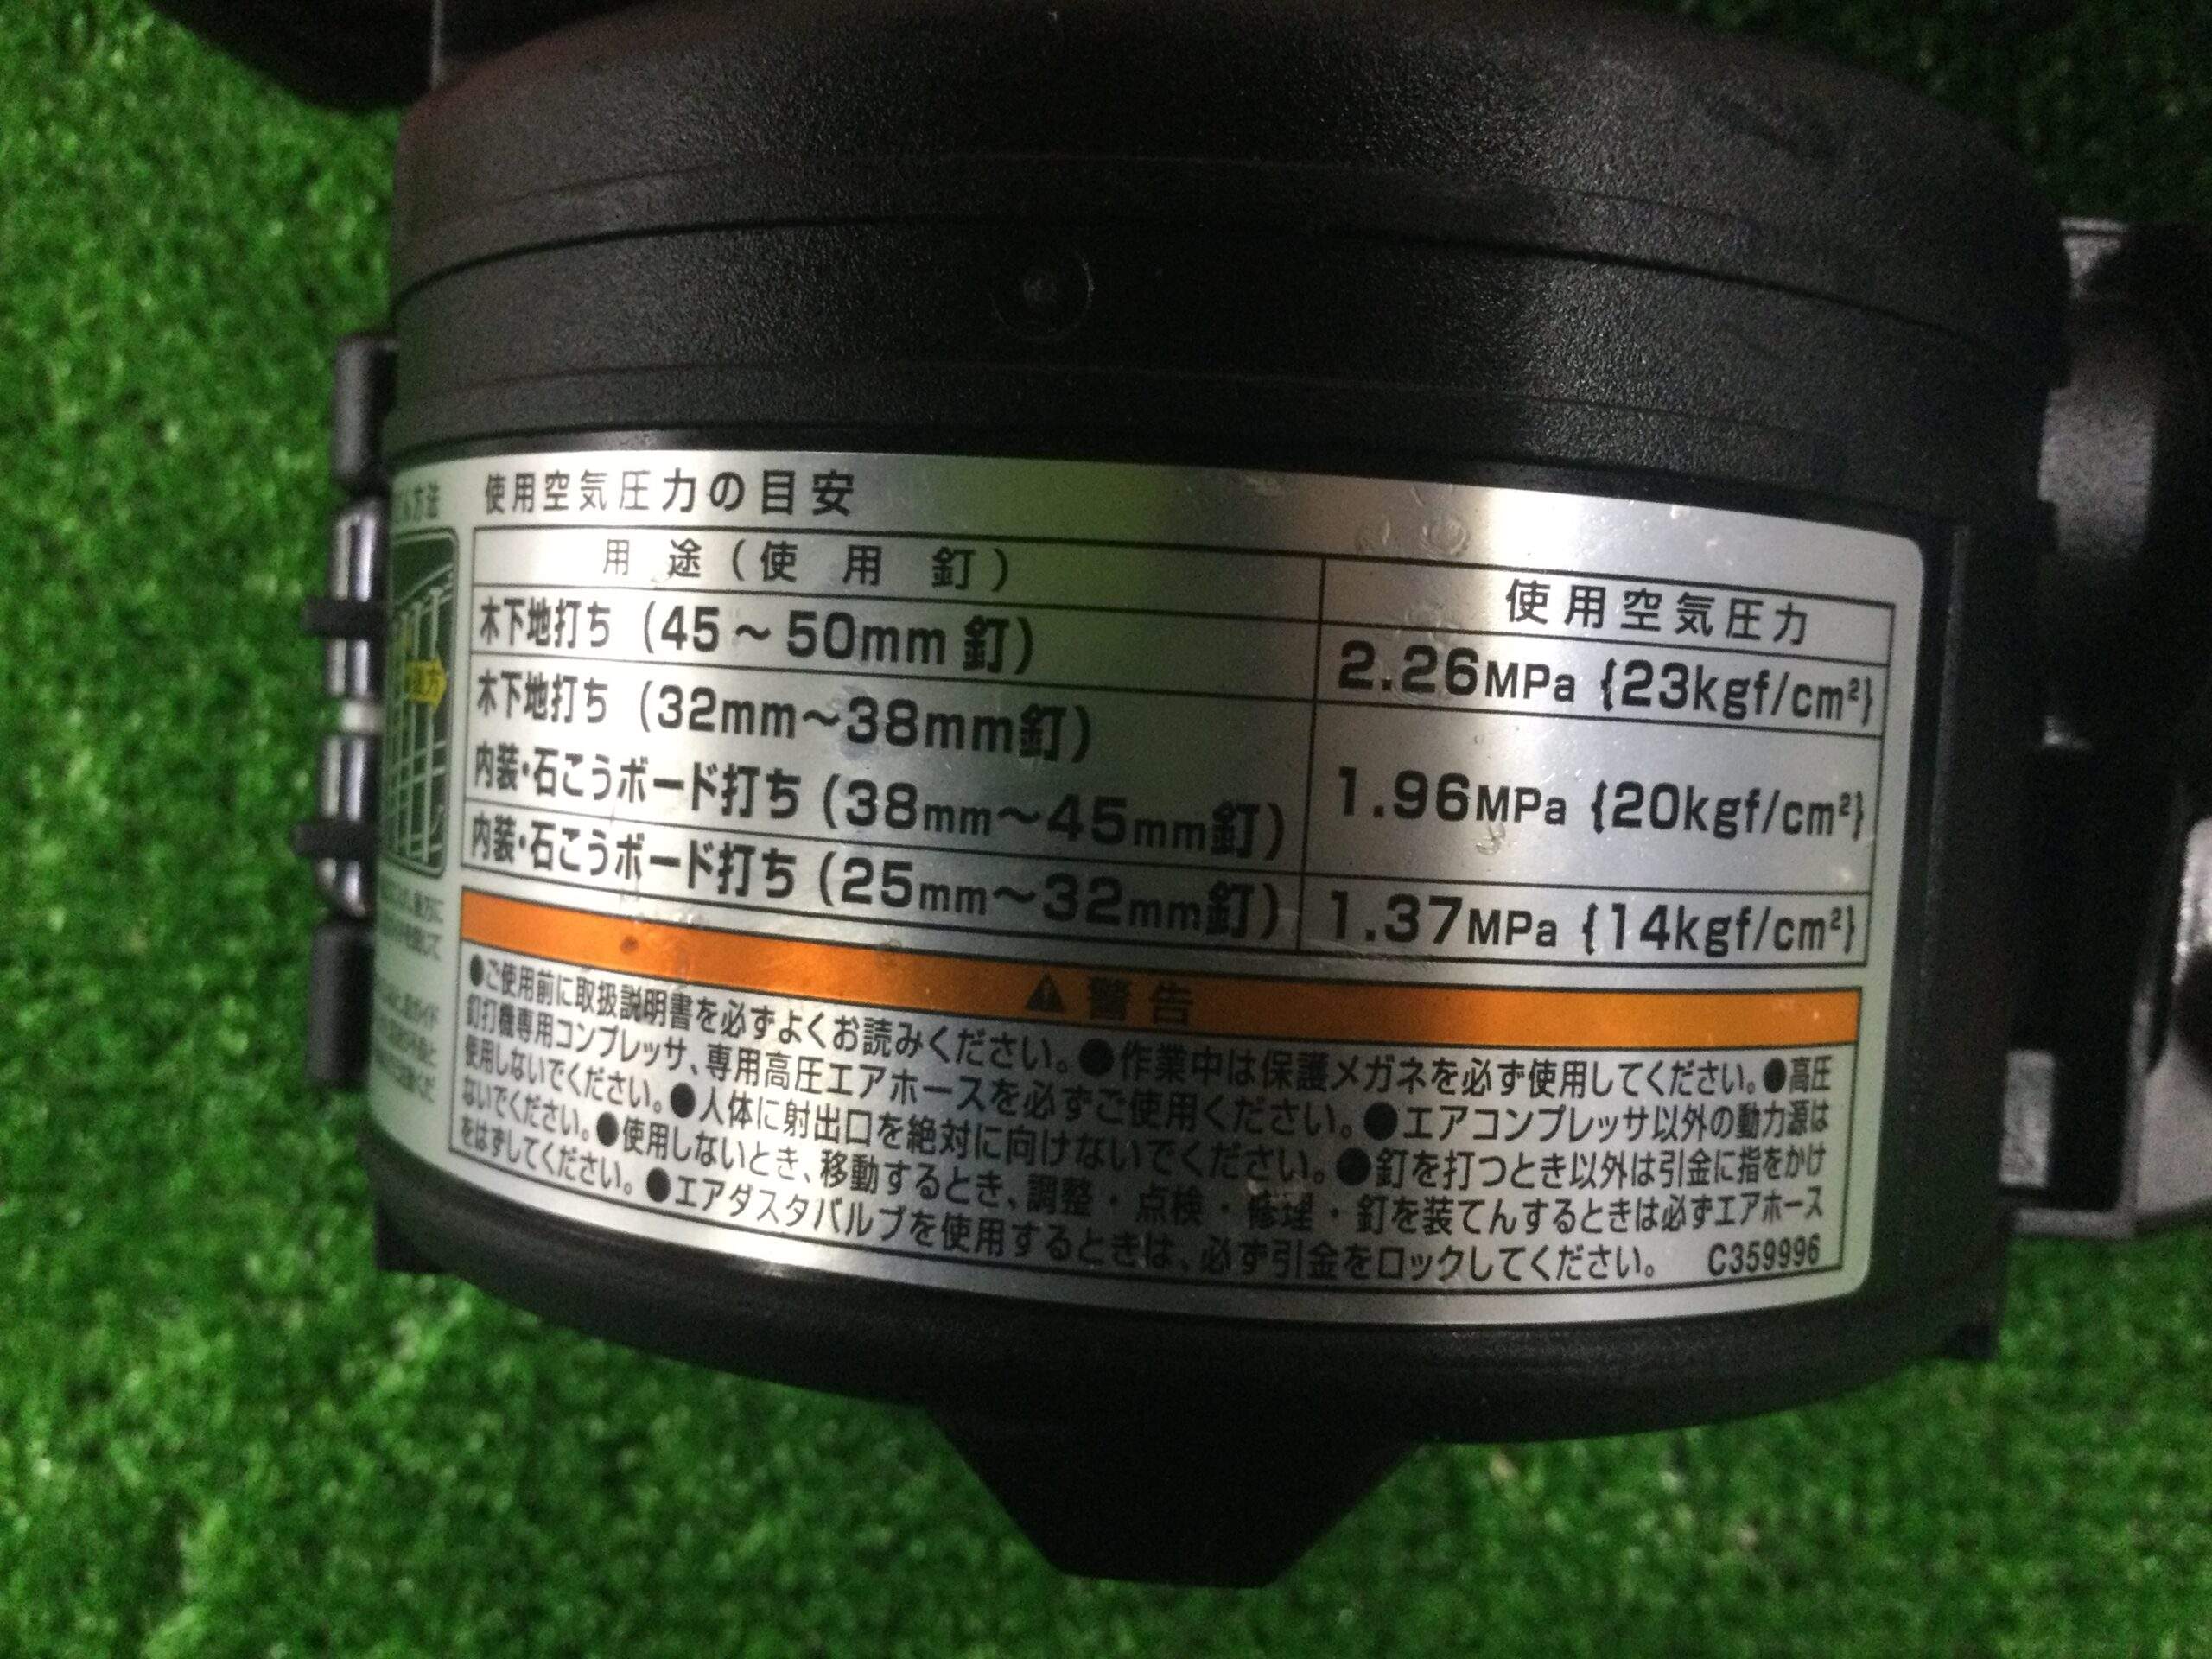 方法
使用空気圧力の目安
用途(使用釘)
使用空気圧力
木下地打ち (45～50mm釘)
2.26MPa {23kgf/cm²}
木下地打ち (32mm～38mm釘)
内装・石こうボード打ち (38mm～45mm釘)
1.96MPa {20kgf/cm²}
内装・石こうボード打ち (25mm～32mm釘)
1.37MPa {14kgf/cm²}
警告
●ご使用前に取扱説明書を必ずよくお読みください。●作業中は保護メガネを必ず使用してください。●高圧
釘打機専用コンプレッサ、専用高圧エアホースを必ずご使用ください。●エアコンプレッサ以外の動力源は
使用しないでください。●人体に射出口を絶対に向けないでください。●釘を打つとき以外は引金に指をかけ
ないでください。●使用しないとき、移動するとき、調整・点検・修理・釘を装てんするときは必ずエアホース
をはずしてください。●エアダスタバルブを使用するときは、必ず引金をロックしてください。 C359996